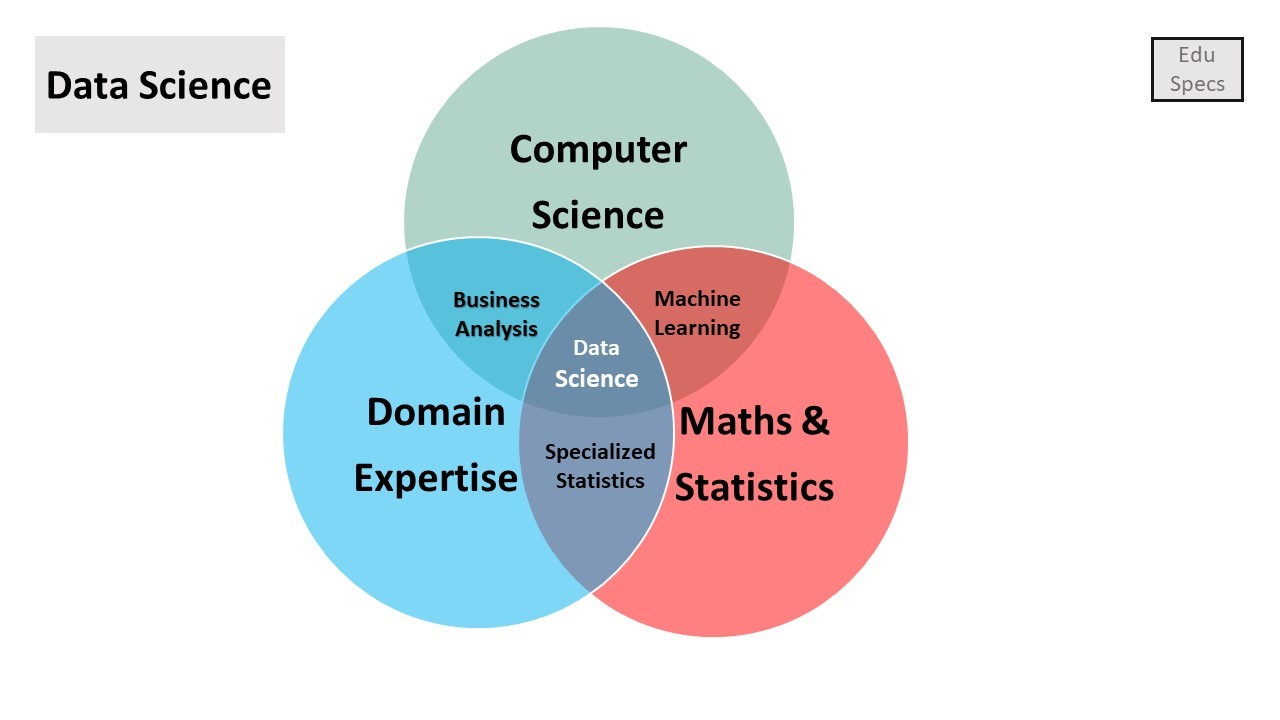 Data Science
Edu
Specs
Computer
Science
Business
Analysis
Machine
Learning
Data
Science
Domain
Expertise
Maths &
Statistics
Specialized
Statistics